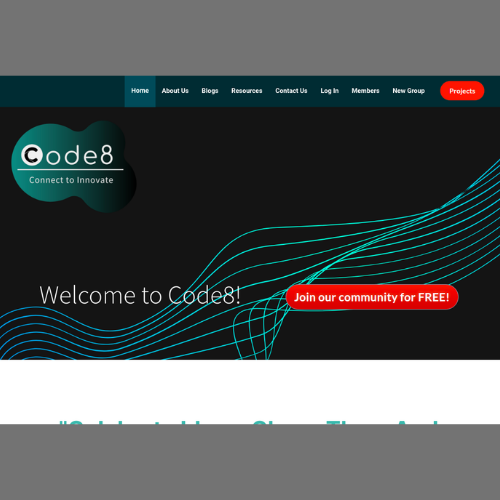 Home About Us Blogs Resources Contact Us Log In Members New Group Projects
Code8
Connect to Innovate
Welcome to Code8! Join our community for FREE!